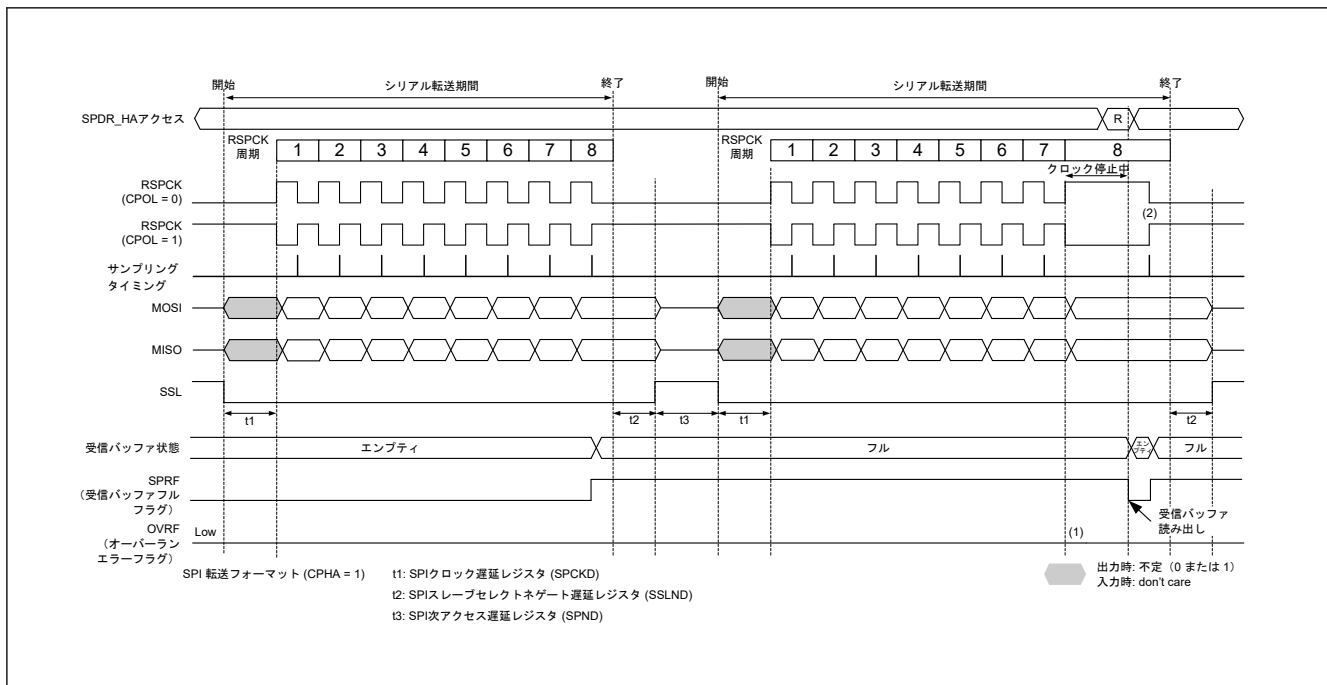 開始 シリアル転送期間 終了 開始 シリアル転送期間 終了
SPDR_HAアクセス R
RSPCK
周期 1 2 3 4 5 6 7 8 RSPCK
周期 1 2 3 4 5 6 7 8
クロック停止中
RSPCK
(CPOL = 0)
(2)
RSPCK
(CPOL = 1)
サンプリング
タイミング
MOSI
MISO
SSL
t1 t2 t3 t1 t2
受信バッファ状態 エンプティ フル エン
プティ フル
SPRF
(受信バッファフル
フラグ)
受信バッファ
読み出し
OVRF
(オーバーラン
エラーフラグ)
Low (1)
SPI 転送フォーマット (CPHA = 1)
t1: SPIクロック遅延レジスタ (SPCKD)
t2: SPIスレーブセレクトネゲート遅延レジスタ (SSLND)
t3: SPI次アクセス遅延レジスタ (SPND)
出力時: 不定(0 または 1)
入力時: don't care